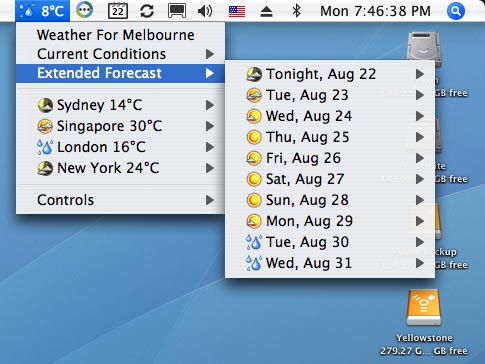 8°C 22 Mon 7:46:38 PM
Weather For Melbourne
Current Conditions
Extended Forecast
Sydney 14°C
Singapore 30°C
London 16°C
New York 24°C
Controls
Tonight, Aug 22
Tue, Aug 23
Wed, Aug 24
Thu, Aug 25
Fri, Aug 26
Sat, Aug 27
Sun, Aug 28
Mon, Aug 29
Tue, Aug 30
Wed, Aug 31
GB free
GB free
GB free
Yellowstone
279.27 G... GB free